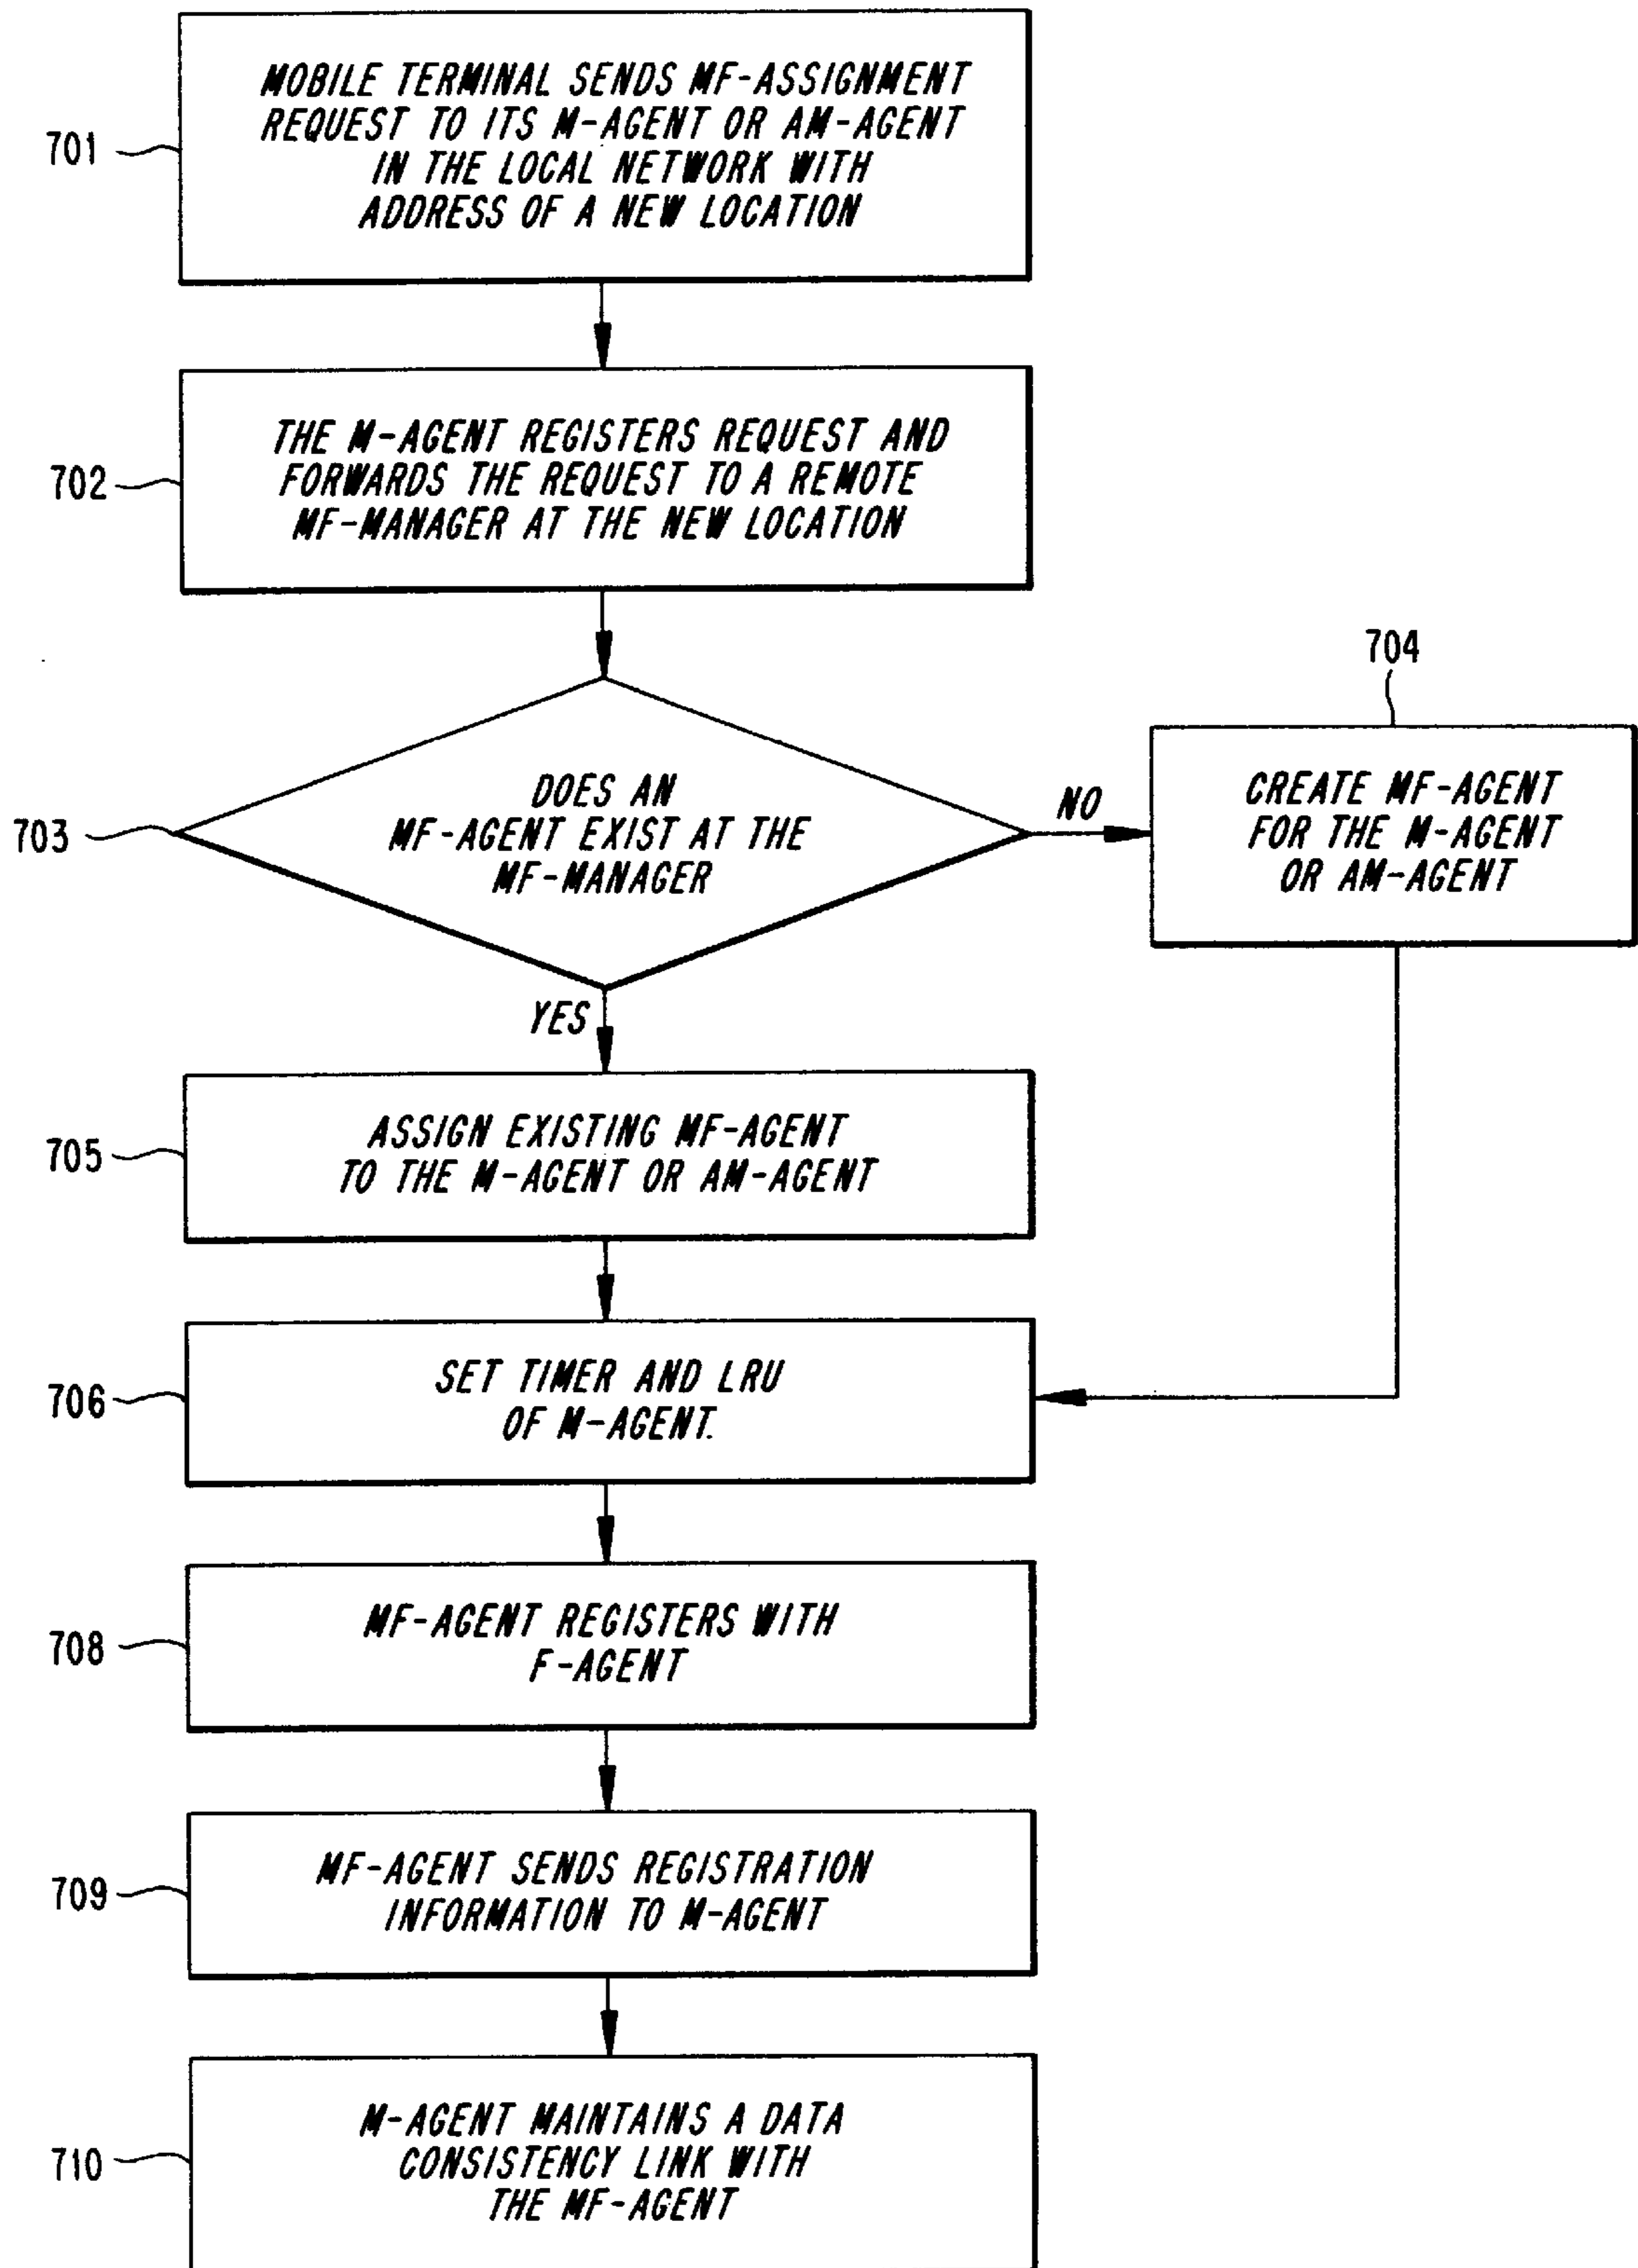 701
MOBILE TERMINAL SENDS MF-ASSIGNMENT
REQUEST TO ITS M-AGENT OR AM-AGENT
IN THE LOCAL NETWORK WITH
ADDRESS OF A NEW LOCATION
702
THE M-AGENT REGISTERS REQUEST AND
FORWARDS THE REQUEST TO A REMOTE
MF-MANAGER AT THE NEW LOCATION
703
DOES AN
MF-AGENT EXIST AT THE
MF-MANAGER
NO
YES
704
CREATE MF-AGENT
FOR THE M-AGENT
OR AM-AGENT
705
ASSIGN EXISTING MF-AGENT
TO THE M-AGENT OR AM-AGENT
706
SET TIMER AND LRU
OF M-AGENT.
708
MF-AGENT REGISTERS WITH
F-AGENT
709
MF-AGENT SENDS REGISTRATION
INFORMATION TO M-AGENT
710
M-AGENT MAINTAINS A DATA
CONSISTENCY LINK WITH
THE MF-AGENT